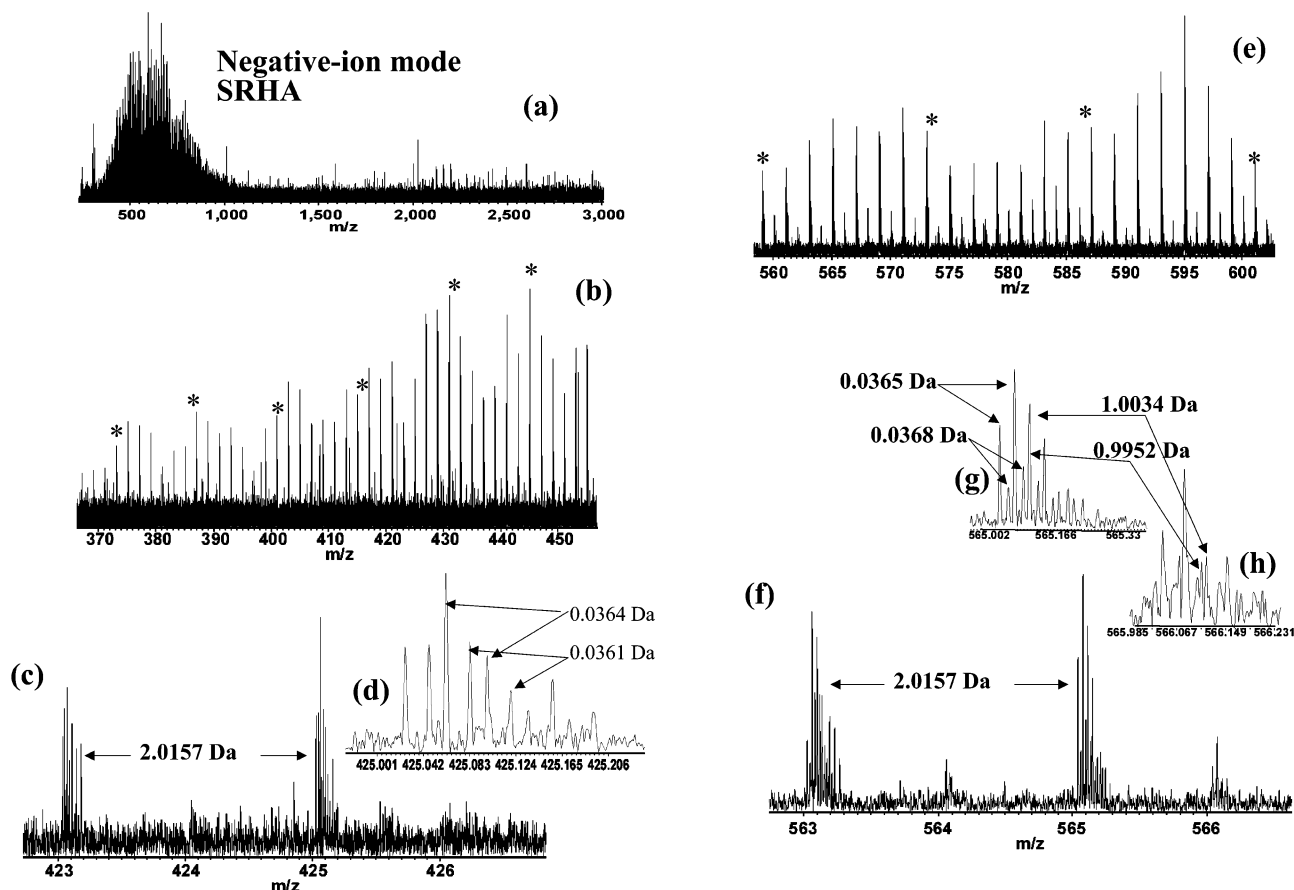 Negative-ion mode
SRHA
(a)
500 1,000 1,500 2,000 2,500 3,000
m/z
* * * * * *
(b)
370 380 390 400 410 420 430 440 450
m/z
(c)
2.0157 Da
423 424 425 426
m/z
(d)
0.0364 Da
0.0361 Da
425.001 425.042 425.083 425.124 425.165 425.206
(e)
* * * *
560 565 570 575 580 585 590 595 600
m/z
0.0365 Da
0.0368 Da
1.0034 Da
0.9952 Da
(g)
565.002 565.166 565.33
(h)
565.985 566.067 566.149 566.231
(f)
2.0157 Da
563 564 565 566
m/z